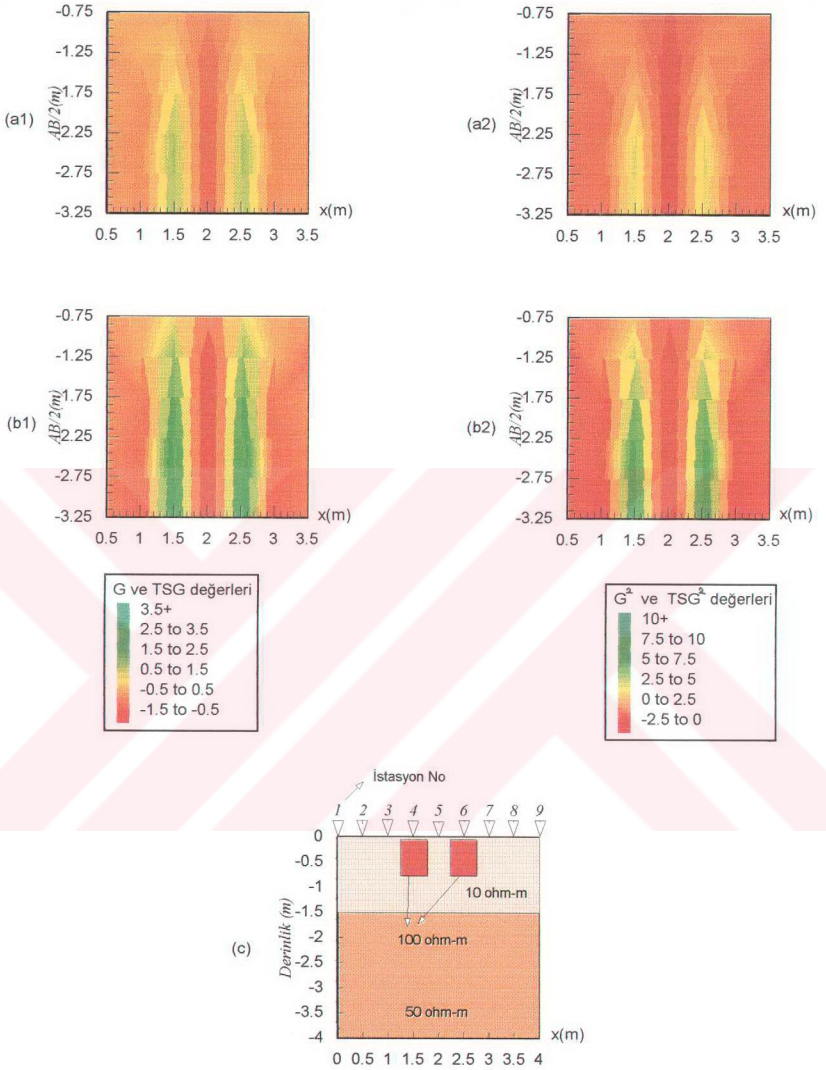 -0.75
-1.25
-1.75
-2.25
-2.75
-3.25
AB/2(m)
(a1)
x(m)
0.5 1 1.5 2 2.5 3 3.5
-0.75
-1.25
-1.75
-2.25
-2.75
-3.25
AB/2(m)
(a2)
x(m)
0.5 1 1.5 2 2.5 3 3.5
-0.75
-1.25
-1.75
-2.25
-2.75
-3.25
AB/2(m)
(b1)
x(m)
0.5 1 1.5 2 2.5 3 3.5
-0.75
-1.25
-1.75
-2.25
-2.75
-3.25
AB/2(m)
(b2)
x(m)
0.5 1 1.5 2 2.5 3 3.5
G ve TSG değerleri
3.5+
2.5 to 3.5
1.5 to 2.5
0.5 to 1.5
-0.5 to 0.5
-1.5 to -0.5
G² ve TSG² değerleri
10+
7.5 to 10
5 to 7.5
2.5 to 5
0 to 2.5
-2.5 to 0
İstasyon No
1 2 3 4 5 6 7 8 9
0
-0.5
-1
-1.5
-2
-2.5
-3
-3.5
-4
Derinlik (m)
(c)
10 ohm-m
100 ohm-m
50 ohm-m
x(m)
0 0.5 1 1.5 2 2.5 3 3.5 4